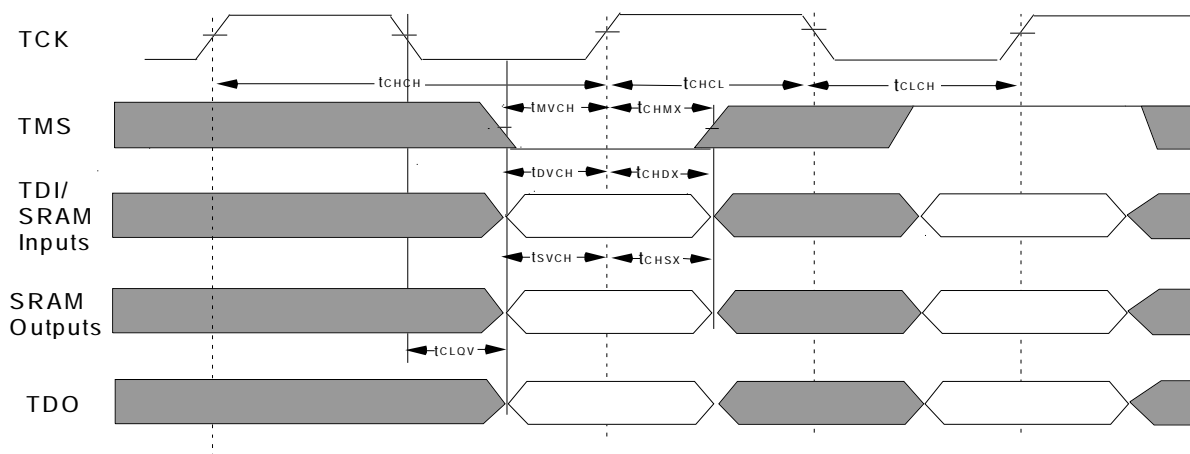 TCK
tCHCH
tCHCL
tCLCH
tMVCH
tCHMX
TMS
tDVCH
tCHDX
TDI/
SRAM
Inputs
tSVCH
tCHSX
SRAM
Outputs
tCLQV
TDO